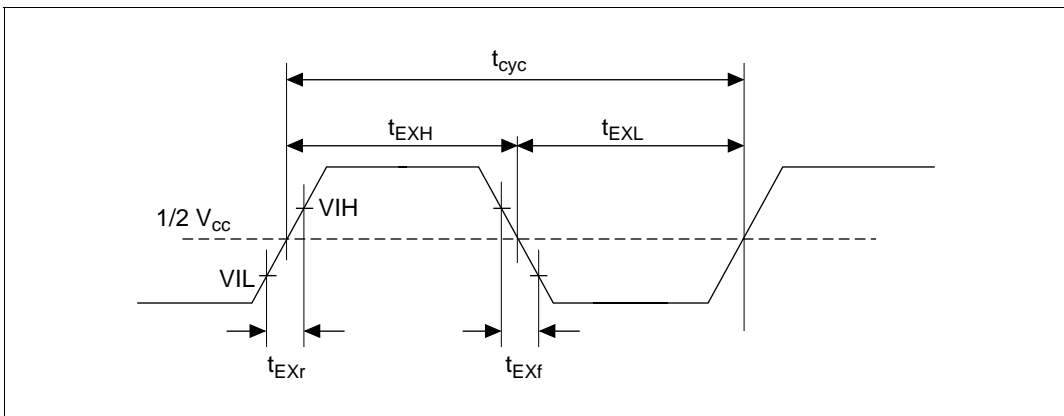 tcyc
tEXH
tEXL
VIH
1/2 Vcc
VIL
tEXr
tEXf